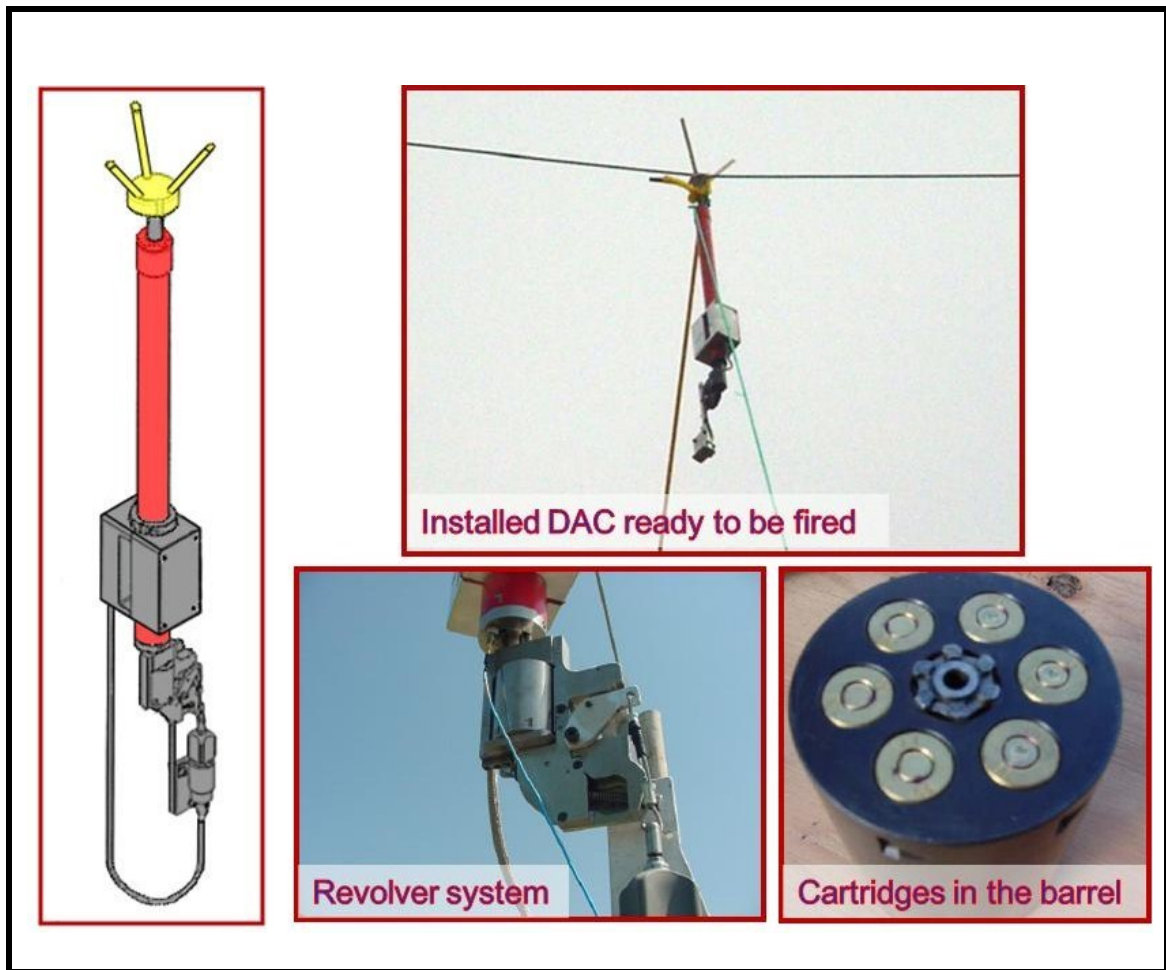 Installed DAC ready to be fired
Revolver system
Cartridges in the barrel